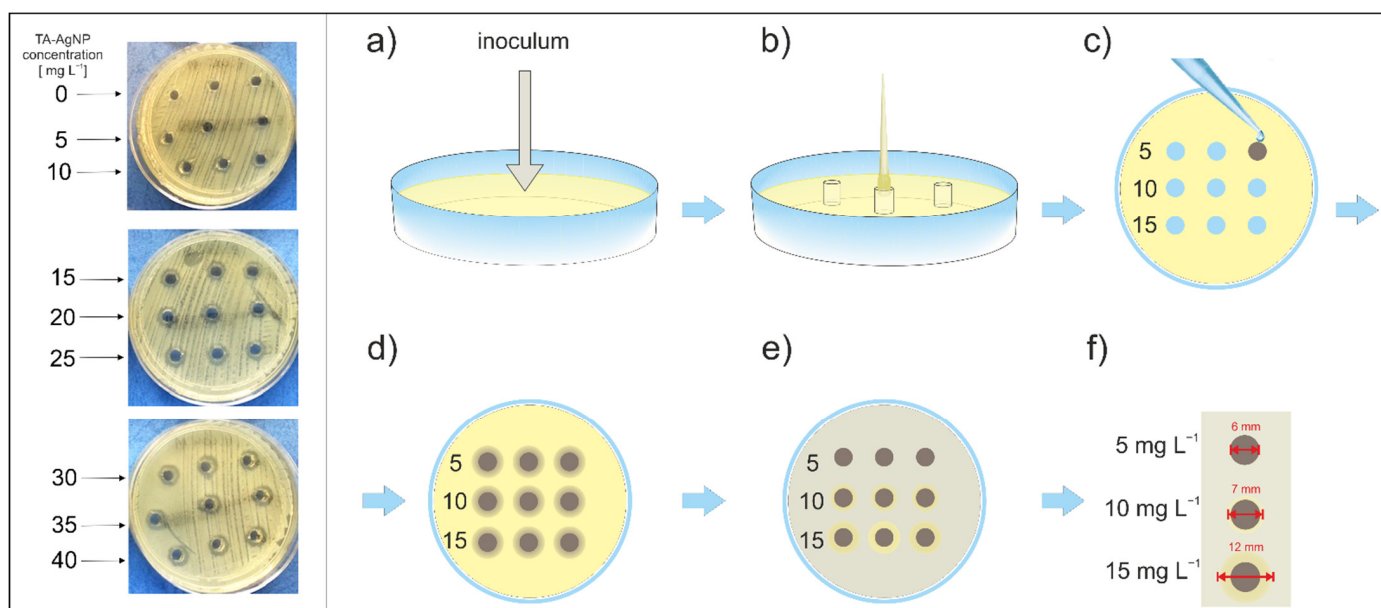 TA-AgNP
concentration
[ mg L⁻¹]
0
5
10
15
20
25
30
35
40
a)
inoculum
b)
c)
5
10
15
d)
5
10
15
e)
5
10
15
f)
5 mg L⁻¹
6 mm
10 mg L⁻¹
7 mm
15 mg L⁻¹
12 mm